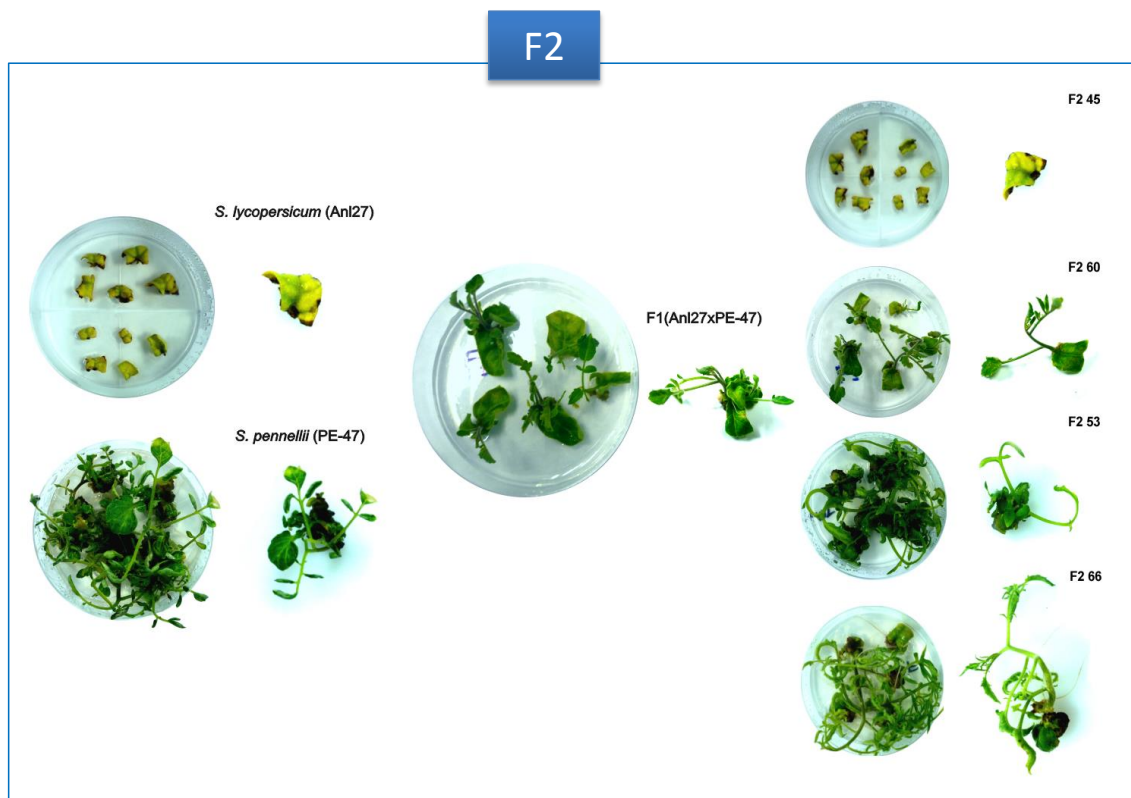 F2
S. lycopersicum (Anl27)
S. pennellii (PE-47)
F1(Anl27xPE-47)
F2 45
F2 60
F2 53
F2 66